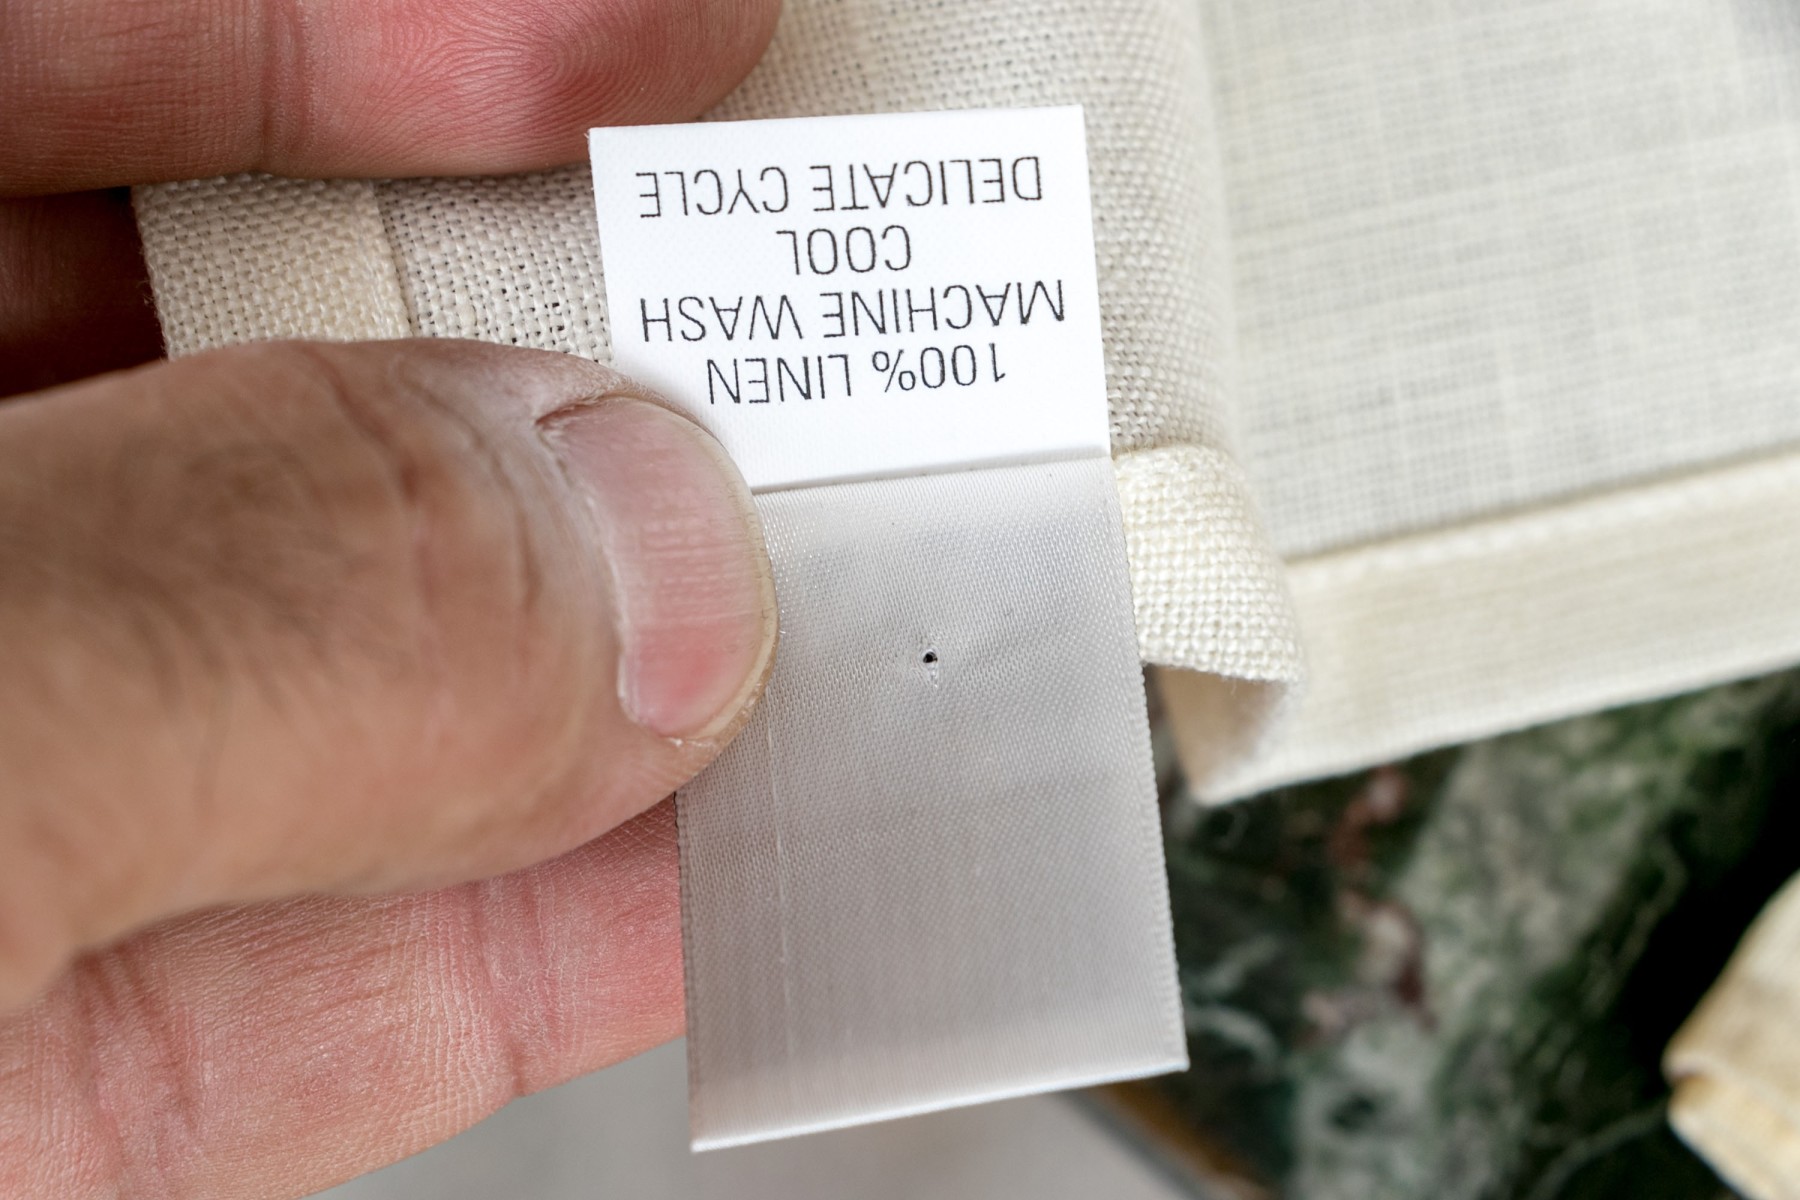 100% LINEN
MACHINE WASH
COOL
DELICATE CYCLE